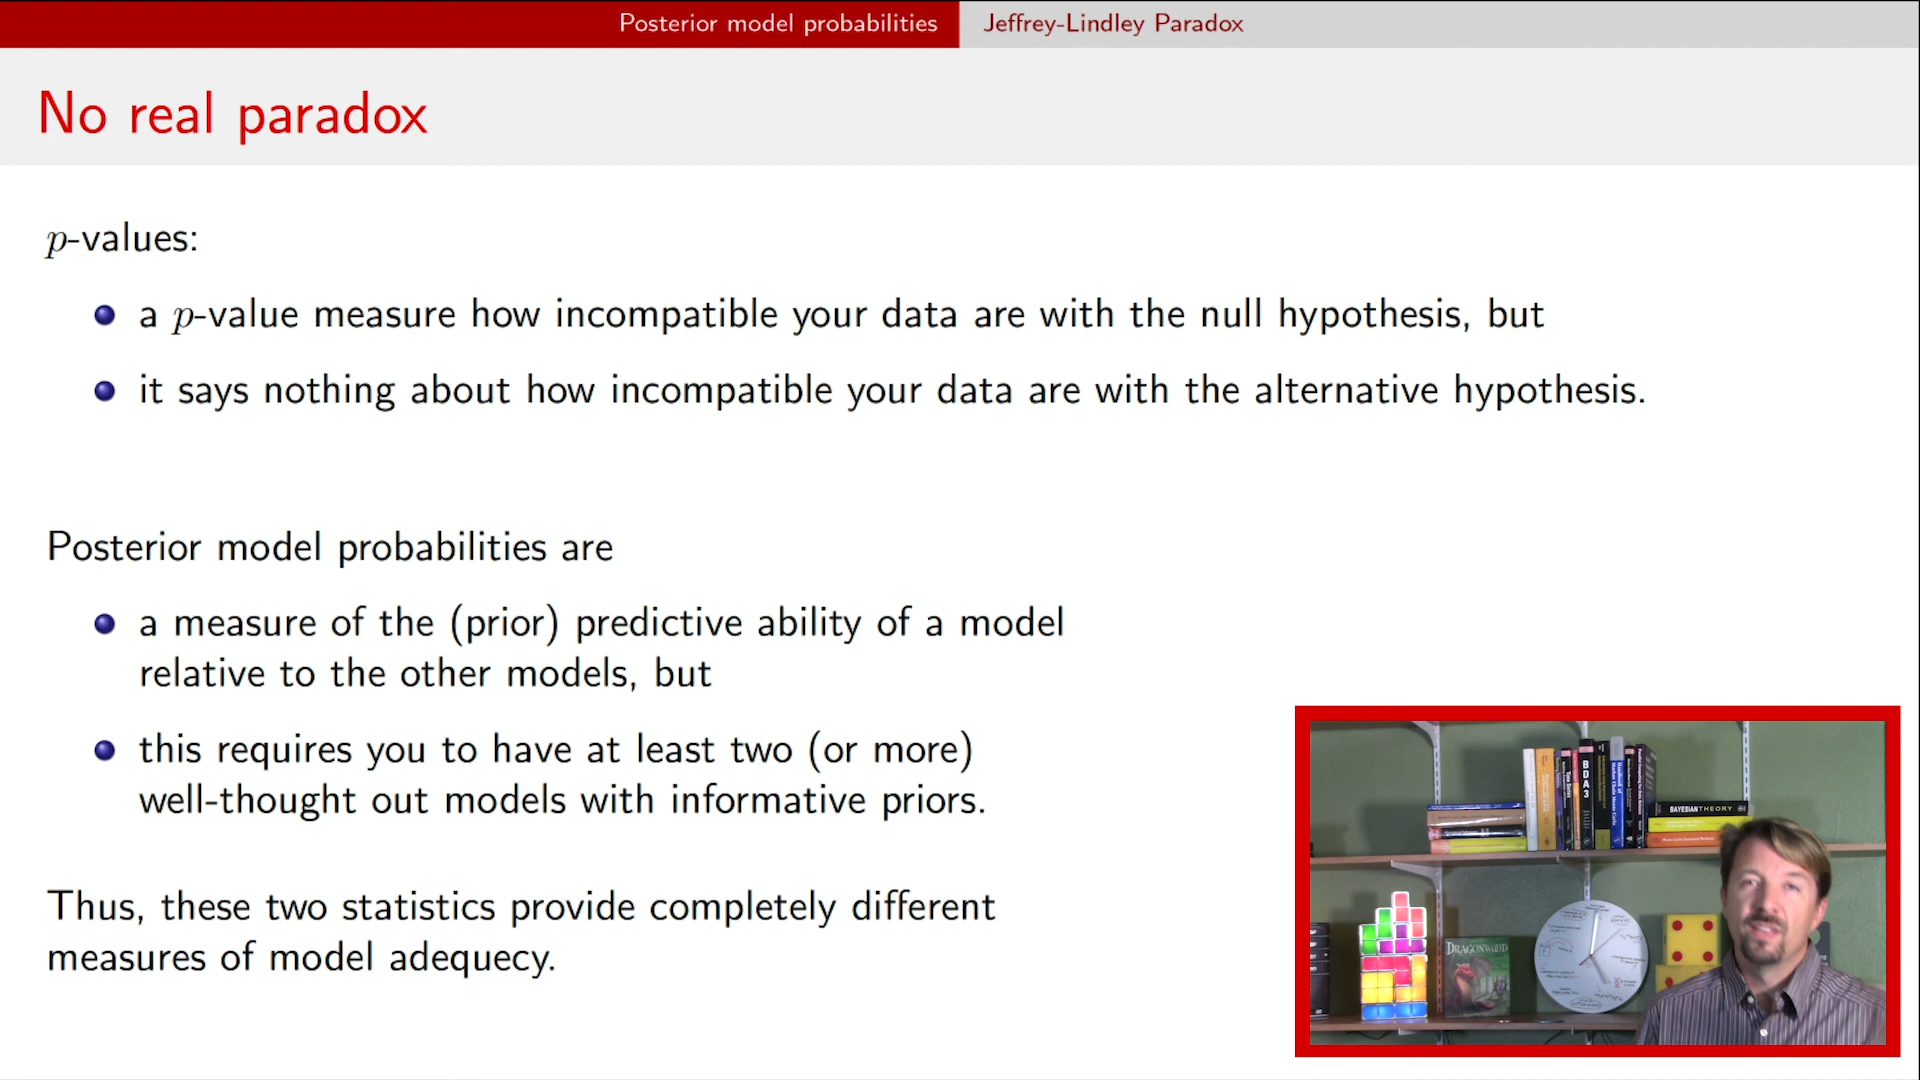 Posterior model probabilities
Jeffrey-Lindley Paradox
No real paradox
p-values:
a p-value measure how incompatible your data are with the null hypothesis, but
it says nothing about how incompatible your data are with the alternative hypothesis.
Posterior model probabilities are
a measure of the (prior) predictive ability of a model
relative to the other models, but
this requires you to have at least two (or more)
well-thought out models with informative priors.
Thus, these two statistics provide completely different
measures of model adequecy.
BDA3
BAYESIAN THEORY
DRAGONWOOD